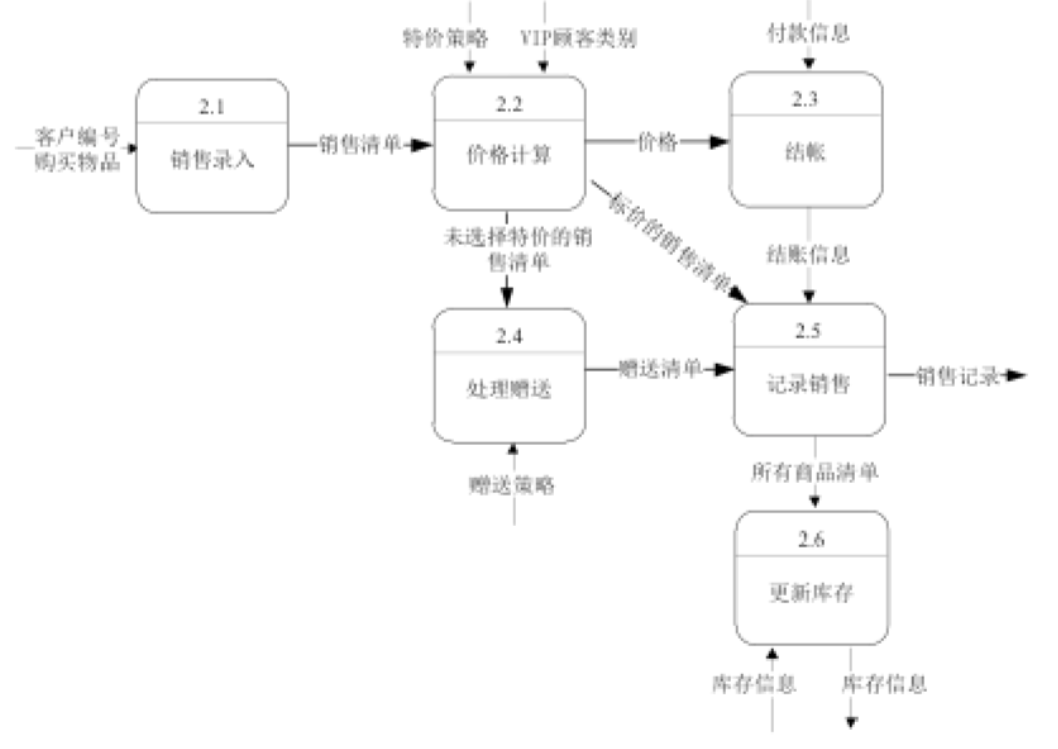 特价策略
VIP顾客类别
付款信息
2.1
销售录入
客户编号
购买物品
销售清单
2.2
价格计算
价格
2.3
结帐
未选择特价的销
售清单
标价的销售清单
结账信息
2.4
处理赠送
赠送清单
2.5
记录销售
销售记录
赠送策略
所有商品清单
2.6
更新库存
库存信息
库存信息